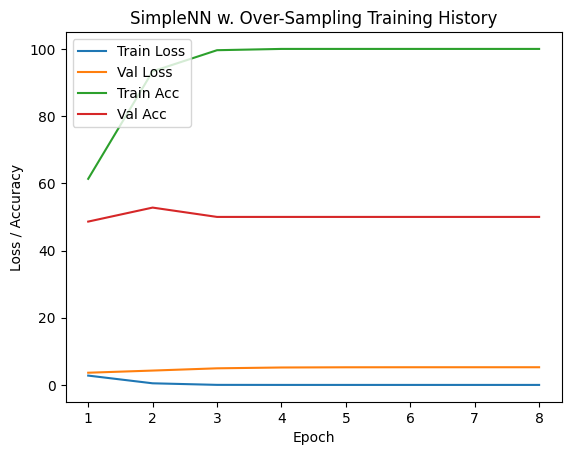 SimpleNN w. Over-Sampling Training History
Train Loss
Val Loss
Train Acc
Val Acc
Loss / Accuracy
100
80
60
40
20
0
1 2 3 4 5 6 7 8
Epoch